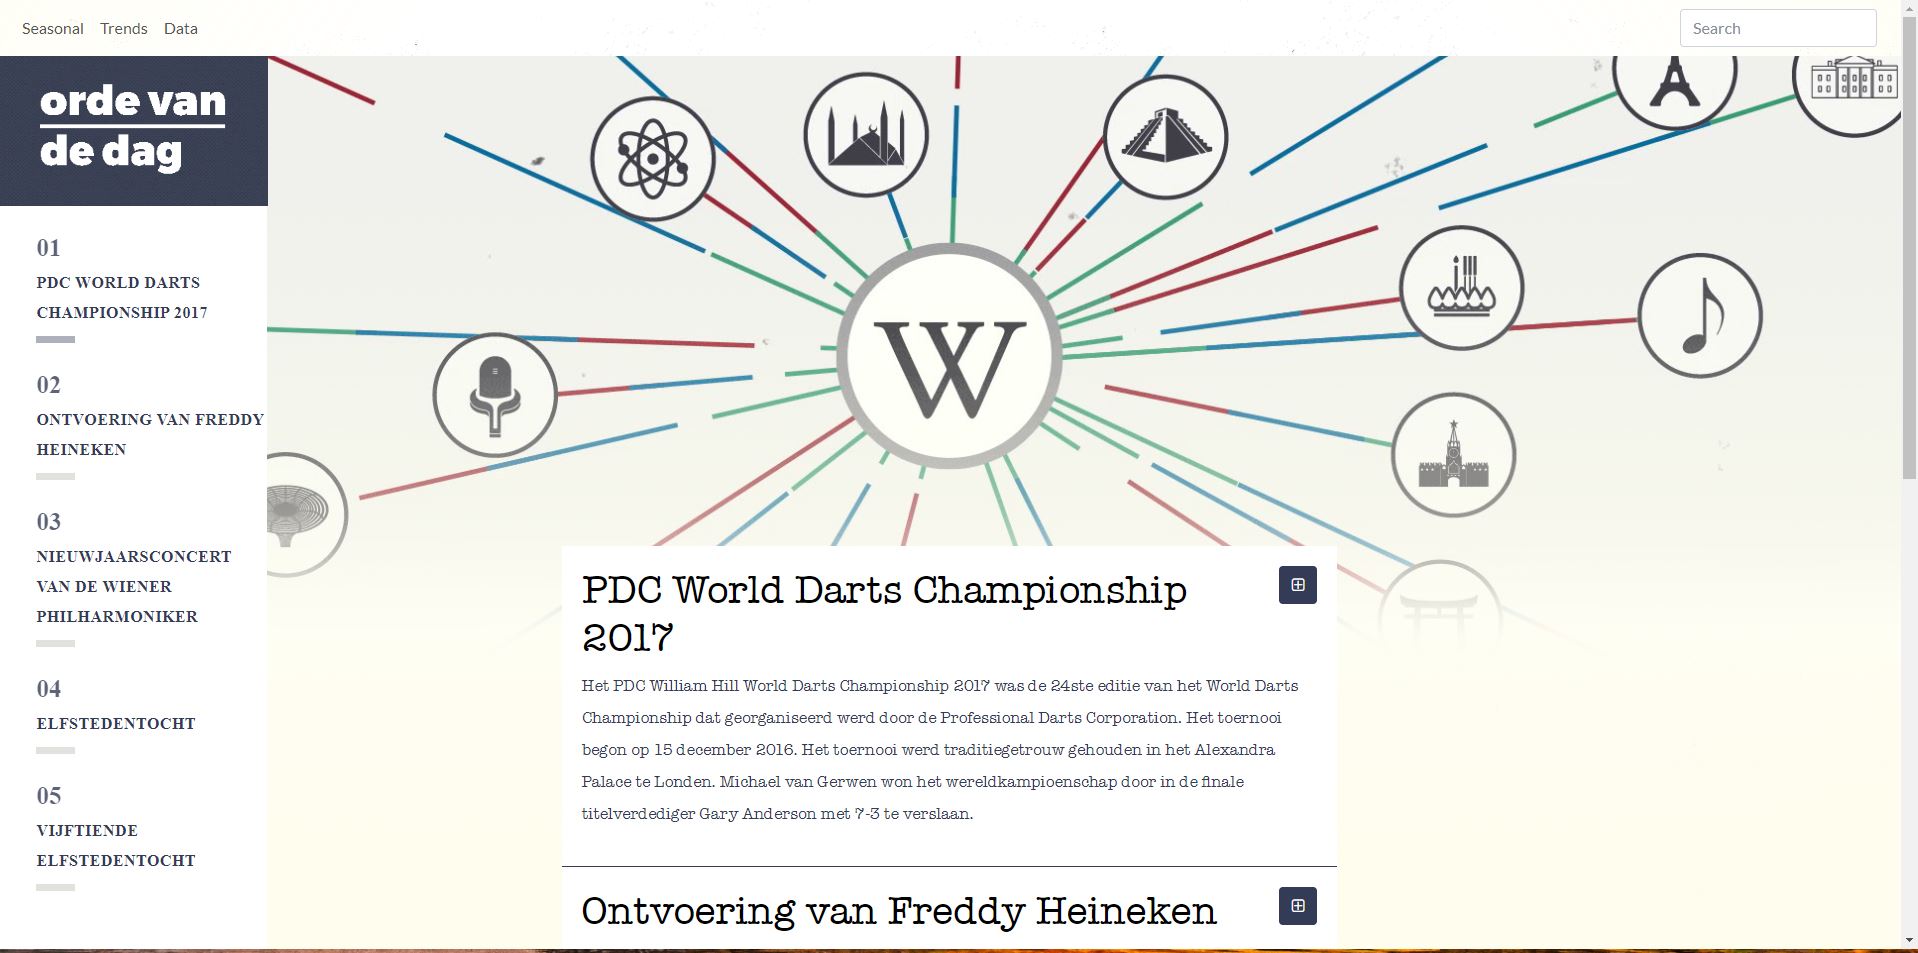 Seasonal Trends Data Search
orde van
de dag
01
PDC WORLD DARTS
CHAMPIONSHIP 2017
02
ONTVOERING VAN FREDDY
HEINEKEN
03
NIEUWJAARSCONCERT
VAN DE WIENER
PHILHARMONIKER
04
ELFSTEDENTOCHT
05
VIJFTIENDE
ELFSTEDENTOCHT
W
PDC World Darts Championship
2017
Het PDC William Hill World Darts Championship 2017 was de 24ste editie van het World Darts
Championship dat georganiseerd werd door de Professional Darts Corporation. Het toernooi
begon op 15 december 2016. Het toernooi werd traditiegetrouw gehouden in het Alexandra
Palace te Londen. Michael van Gerwen won het wereldkampioenschap door in de finale
titelverdediger Gary Anderson met 7-3 te verslaan.
Ontvoering van Freddy Heineken